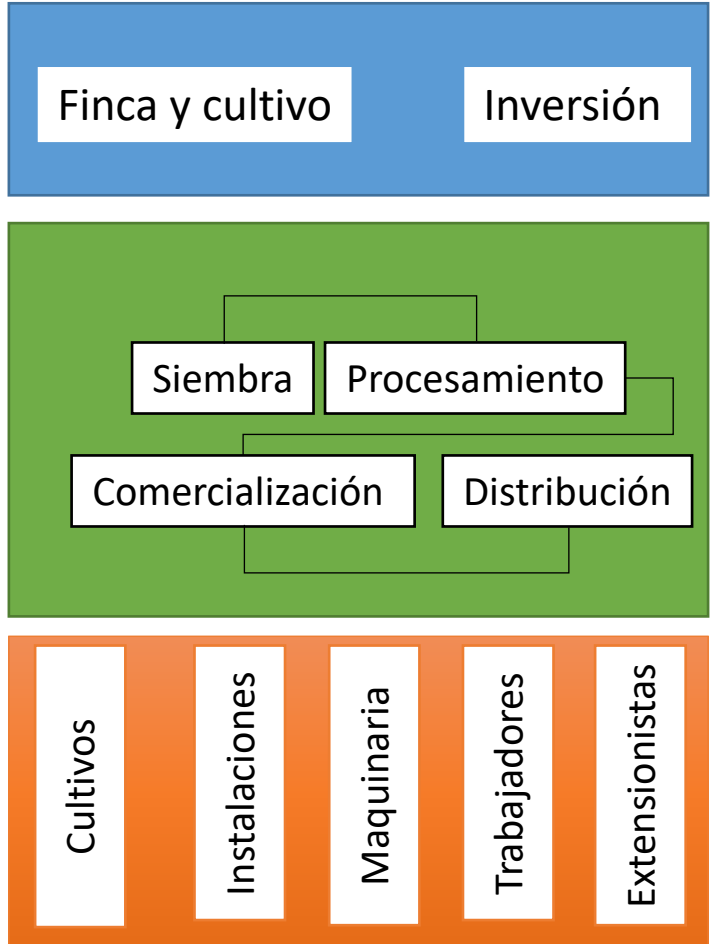 Finca y cultivo
Inversión
Siembra
Procesamiento
Comercialización
Distribución
Cultivos
Instalaciones
Maquinaria
Trabajadores
Extensionistas